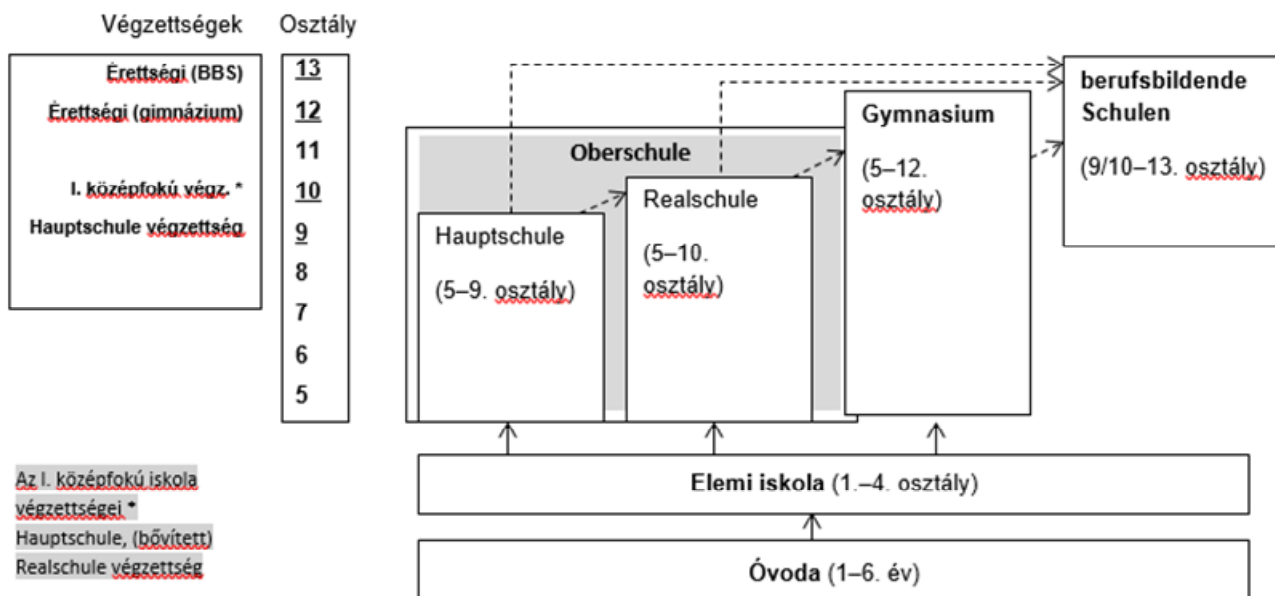 Végzettségek
Osztály
Érettségi (BBS)
Érettségi (gimnázium)
I. középfokú végz. *
Hauptschule végzettség
13
12
11
10
9
8
7
6
5
Oberschule
Hauptschule
(5–9. osztály)
Realschule
(5–10.
osztály)
Gymnasium
(5–12.
osztály)
berufsbildende
Schulen
(9/10–13. osztály)
Elemi iskola (1.–4. osztály)
Óvoda (1–6. év)
Az I. középfokú iskola
végzettségei *
Hauptschule, (bővített)
Realschule végzettség